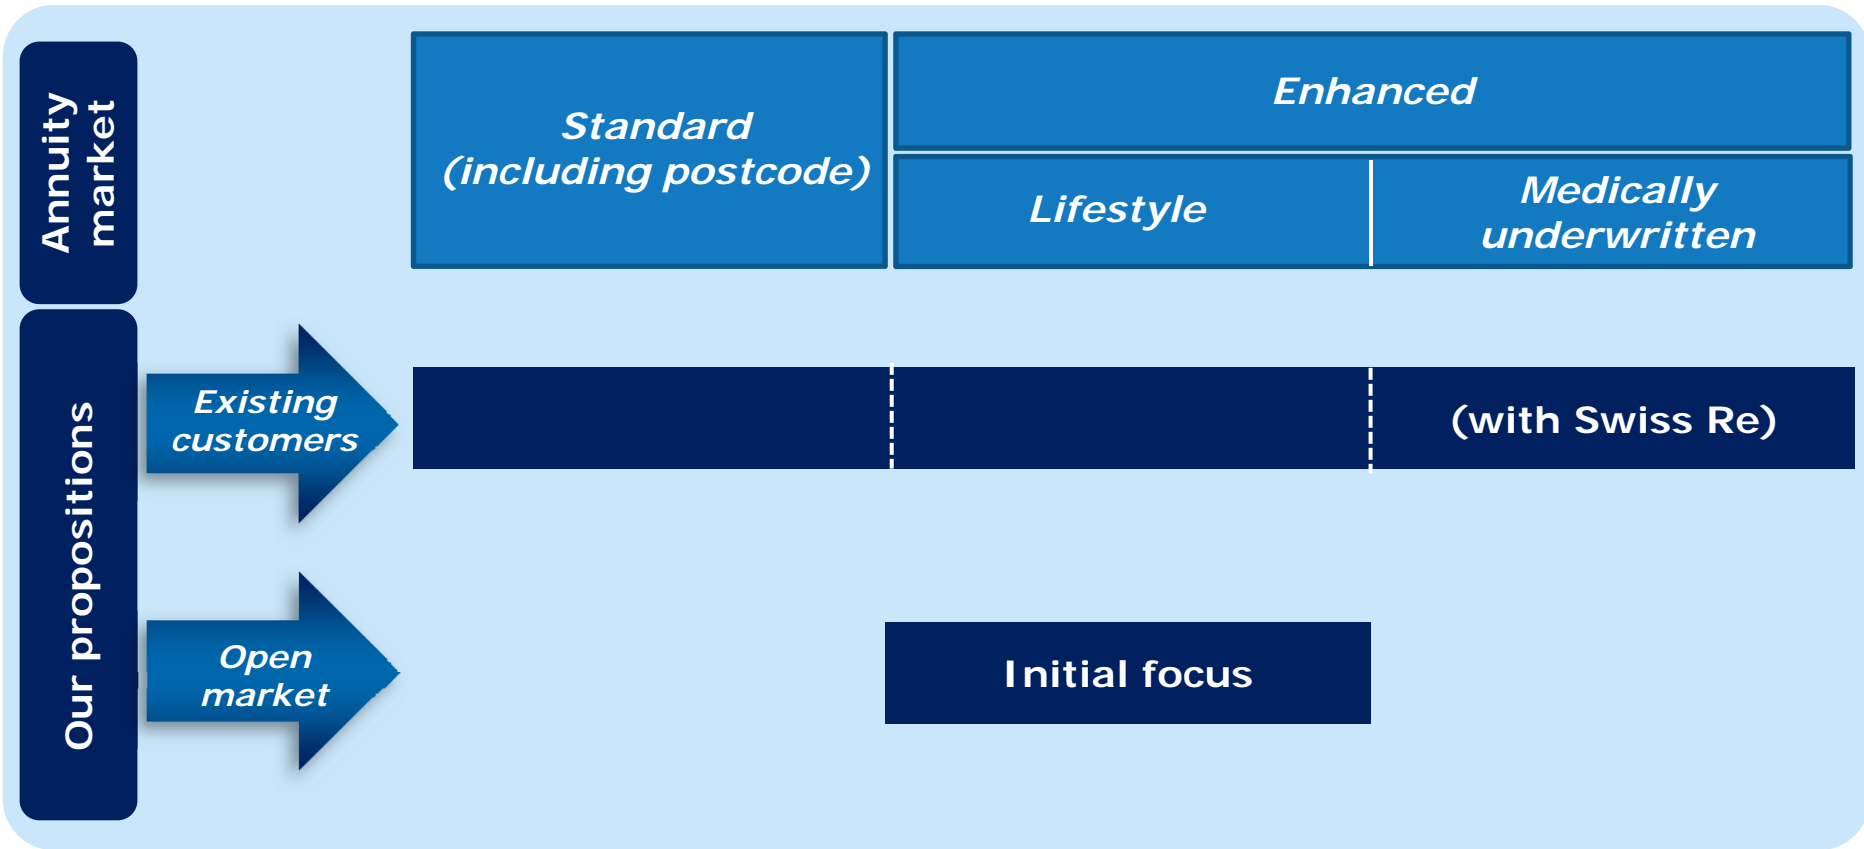 Annuity
market
Standard
(including postcode)
Enhanced
Lifestyle
Medically
underwritten
Our propositions
Existing
customers
(with Swiss Re)
Open
market
Initial focus